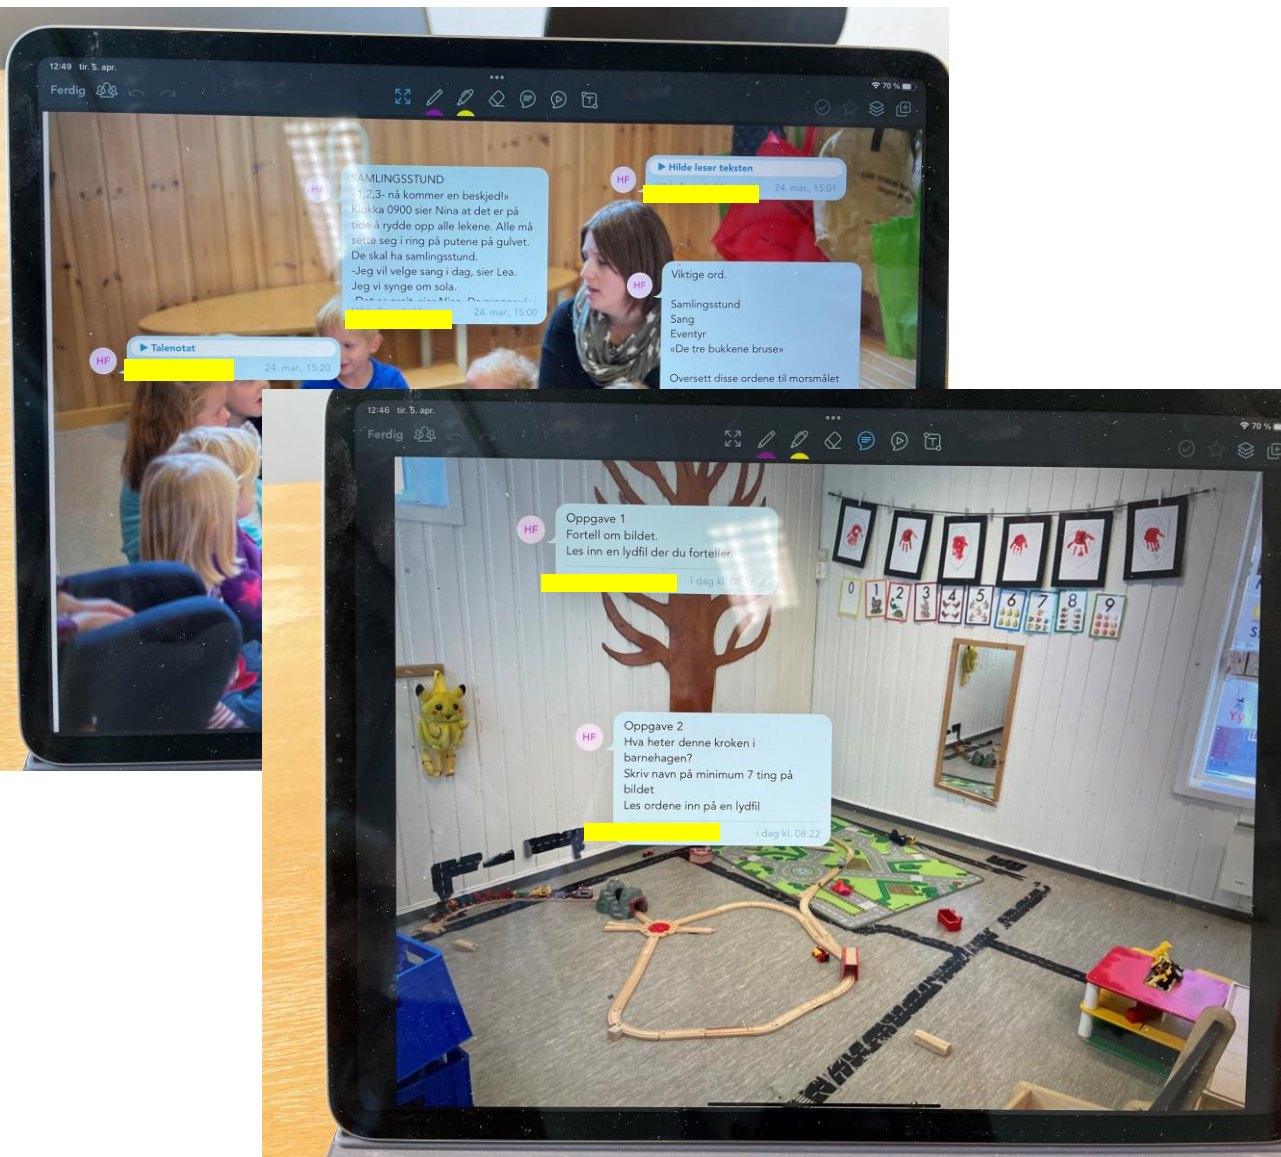 12:49 tir. 5. apr.
70 %
Ferdig
SAMLINGSSTUND
«1,2,3- nå kommer en beskjed!»
Klokka 0900 sier Nina at det er på
tide å rydde opp alle lekene. Alle må
sette seg i ring på putene på gulvet.
De skal ha samlingsstund.
-Jeg vil velge sang i dag, sier Lea.
Jeg vi synge om sola.
24. mar., 15:00
HF
Hilde leser teksten
24. mar., 15:01
HF
Viktige ord.
Samlingsstund
Sang
Eventyr
«De tre bukkene bruse»
Oversett disse ordene til morsmålet
HF
Talenotat
24. mar., 15:20
12:46 tir. 5. apr.
70 %
Ferdig
HF
Oppgave 1
Fortell om bildet.
Les inn en lydfil der du forteller.
i dag kl.
0 1 2 3 4 5 6 7 8 9
HF
Oppgave 2
Hva heter denne kroken i
barnehagen?
Skriv navn på minimum 7 ting på
bildet
Les ordene inn på en lydfil
i dag kl. 08:22
Yy